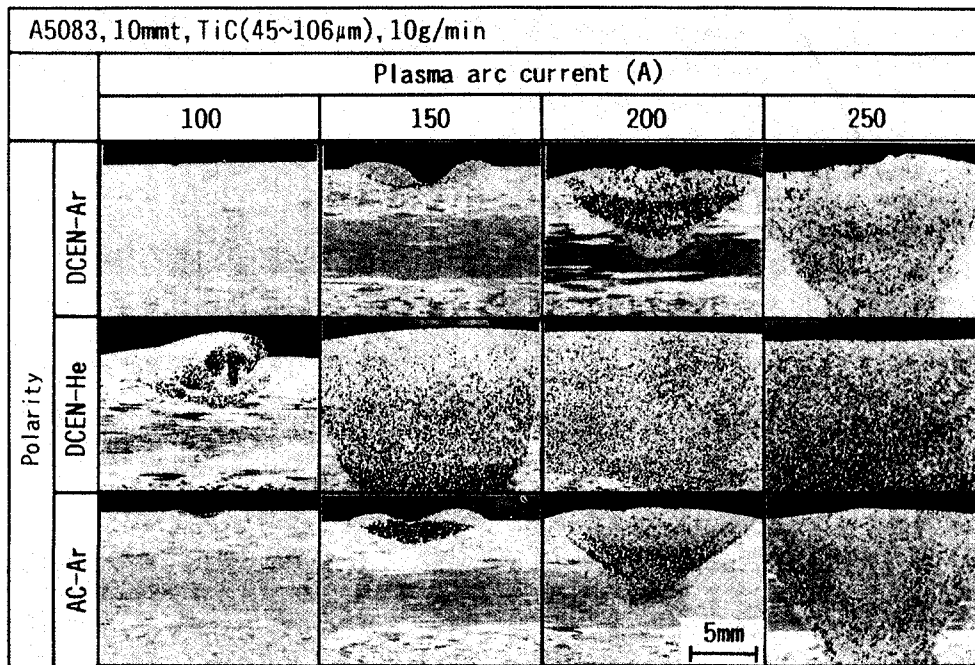 A5083, 10mmt, TiC(45~106μm), 10g/min
Plasma arc current (A)
100 150 200 250
Polarity
DCEN-Ar
DCEN-He
AC-Ar
5mm